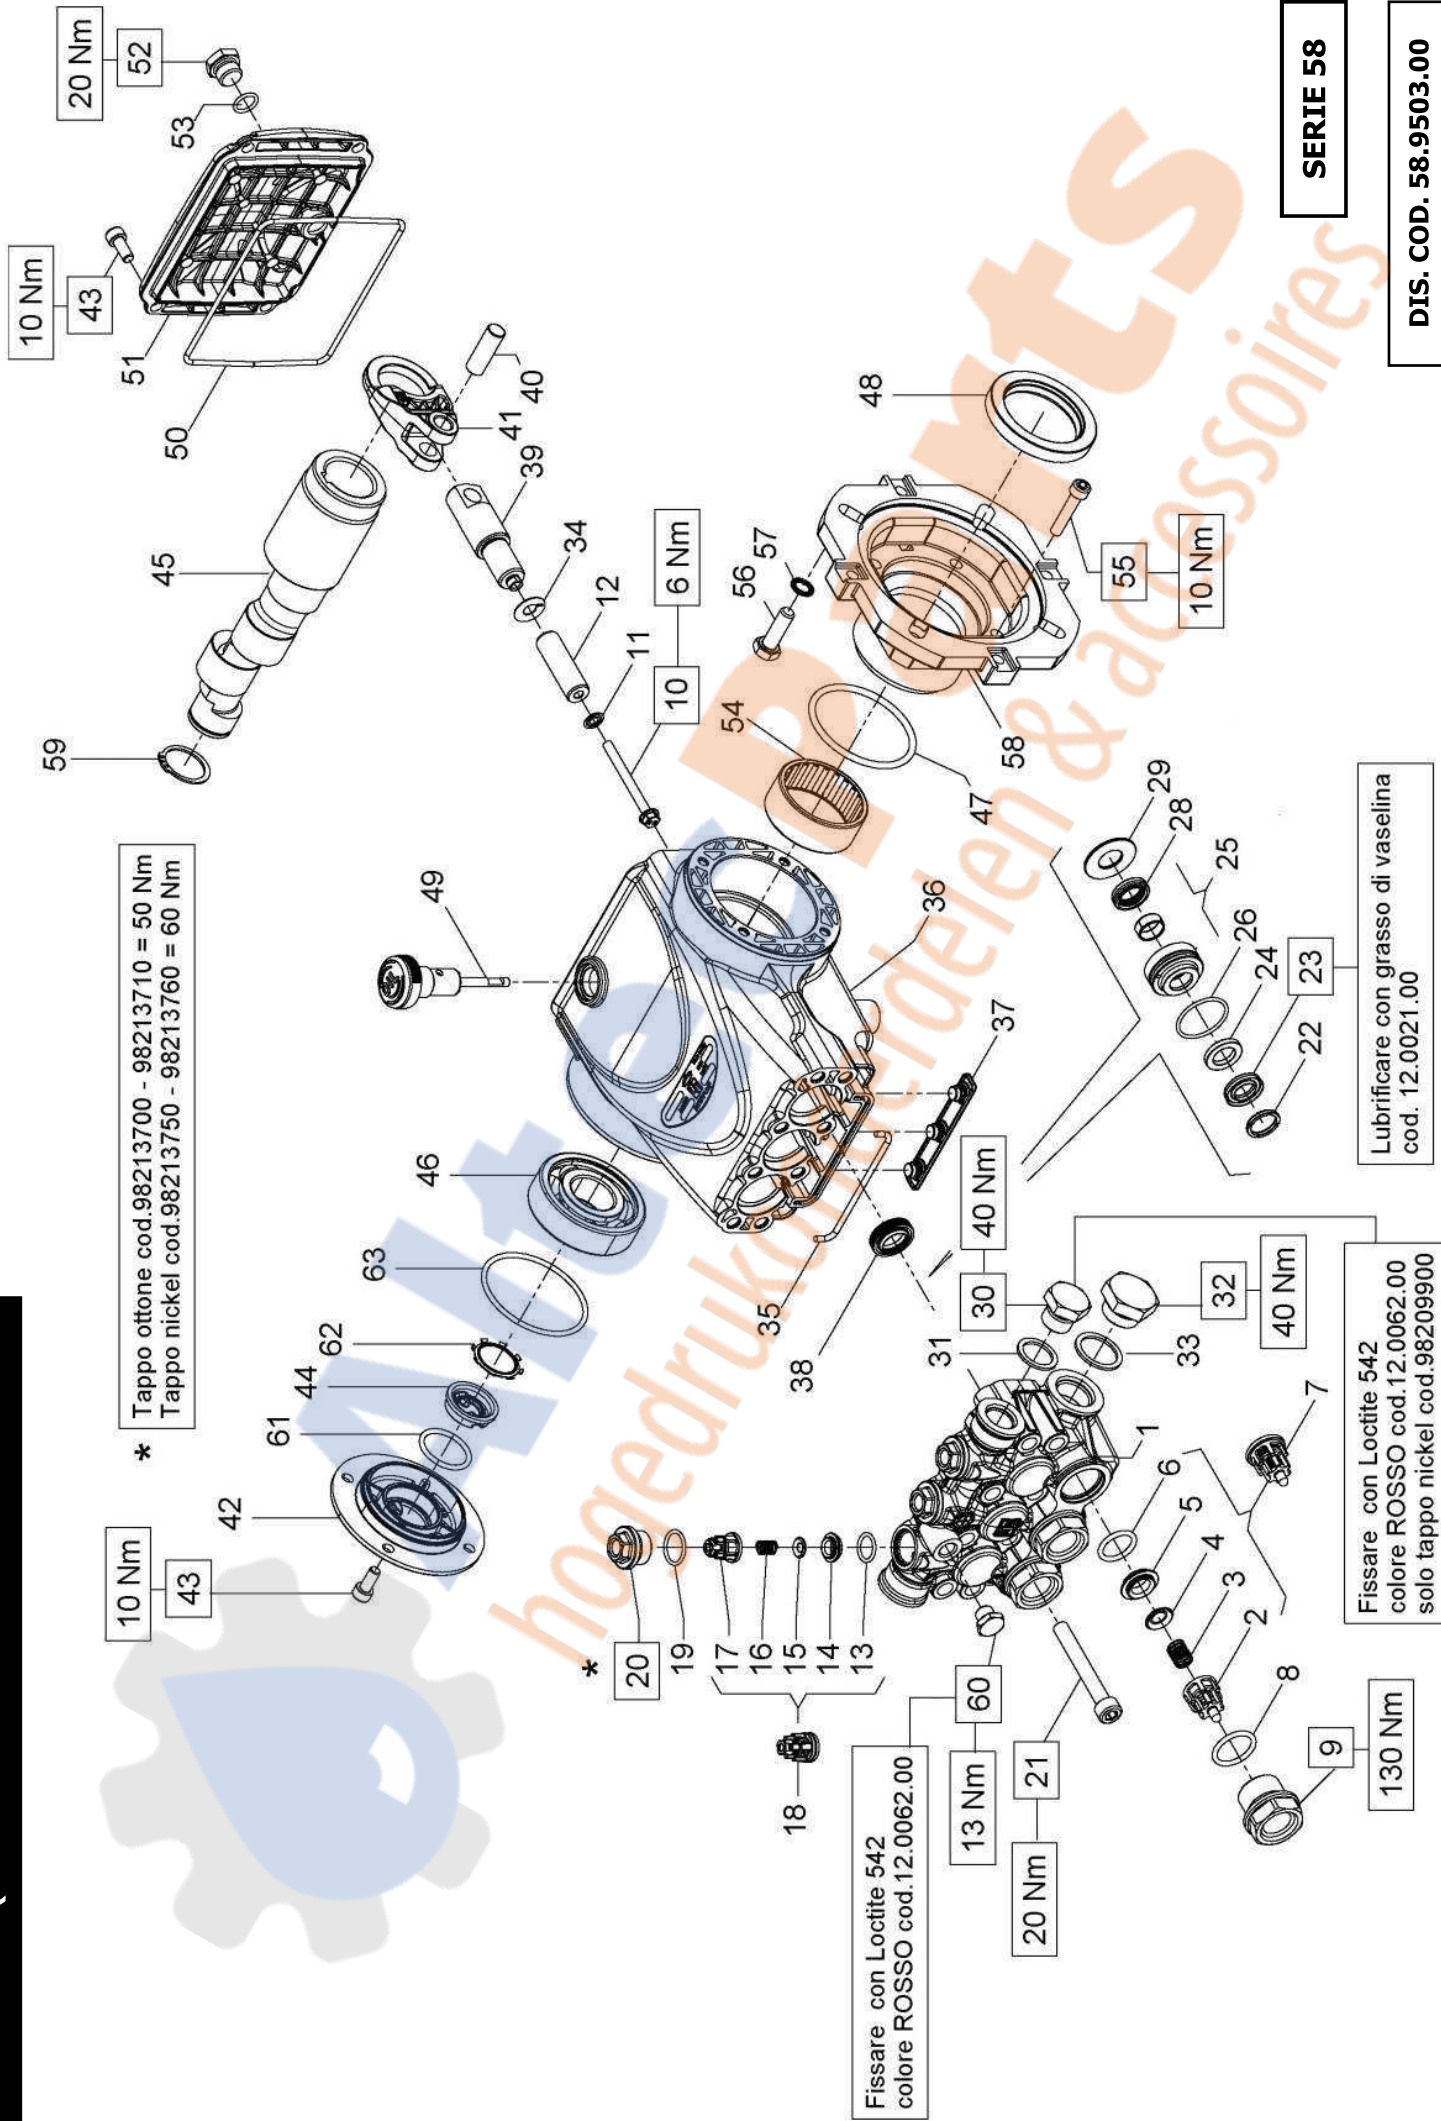 * Tappo ottone cod.98213700 - 98213710 = 50 Nm
Tappo nickel cod.98213750 - 98213760 = 60 Nm
10 Nm
43
42
61
44
62
63
46
49
59
45
50
51
10 Nm
43
53
20 Nm
52
40
41
39
34
12
11
10
6 Nm
56
57
48
55
10 Nm
54
58
47
36
37
35
38
29
28
25
26
24
23
22
Lubrificare con grasso di vaselina
cod. 12.0021.00
30
40 Nm
31
32
40 Nm
33
Fissare con Loctite 542
colore ROSSO cod.12.0062.00
solo tappo nickel cod.98209900
*
20
19
17
16
15
14
13
18
1
7
6
5
4
3
2
8
9
130 Nm
60
13 Nm
21
20 Nm
Fissare con Loctite 542
colore ROSSO cod.12.0062.00
SERIE 58
DIS. COD. 58.9503.00
AltecParts
hogedrukonderdelen & accessoires